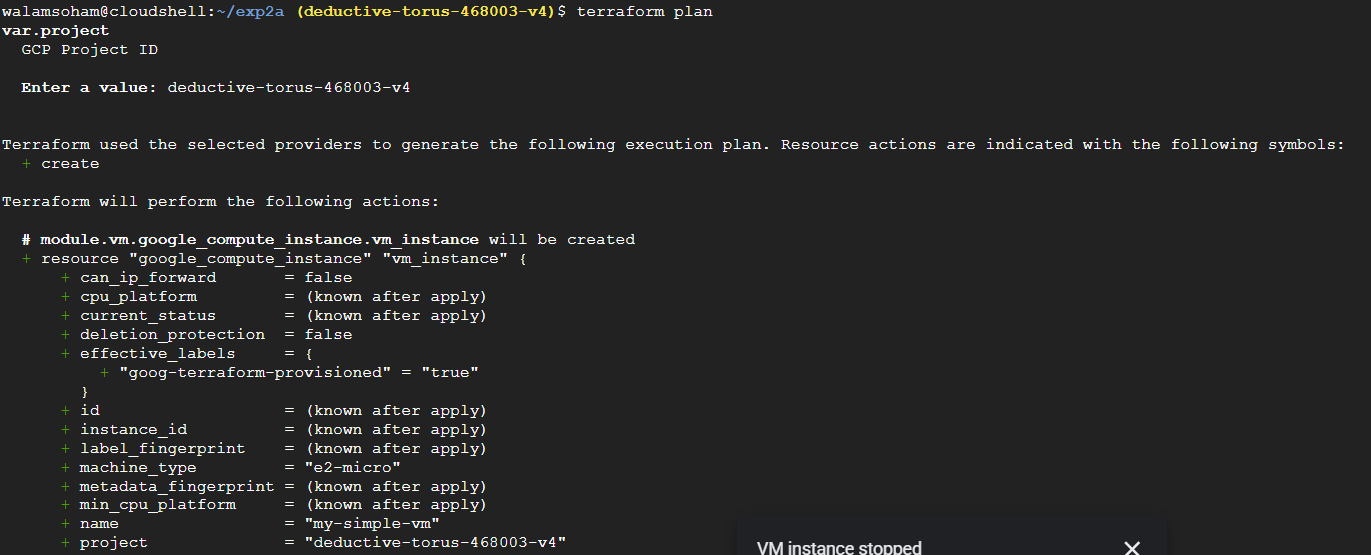 walamsoham@cloudshell:~/exp2a (deductive-torus-468003-v4)$ terraform plan
var.project
  GCP Project ID

  Enter a value: deductive-torus-468003-v4


Terraform used the selected providers to generate the following execution plan. Resource actions are indicated with the following symbols:
  + create

Terraform will perform the following actions:

  # module.vm.google_compute_instance.vm_instance will be created
  + resource "google_compute_instance" "vm_instance" {
      + can_ip_forward       = false
      + cpu_platform         = (known after apply)
      + current_status       = (known after apply)
      + deletion_protection  = false
      + effective_labels     = {
          + "goog-terraform-provisioned" = "true"
        }
      + id                   = (known after apply)
      + instance_id          = (known after apply)
      + label_fingerprint    = (known after apply)
      + machine_type         = "e2-micro"
      + metadata_fingerprint = (known after apply)
      + min_cpu_platform     = (known after apply)
      + name                 = "my-simple-vm"
      + project              = "deductive-torus-468003-v4"
VM instance stopped